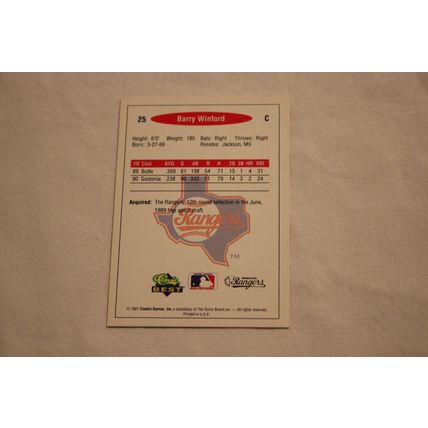 25 Barry Winford C
Height: 6'0" Weight: 180 Bats: Right Throws: Right
Born: 3-27-66 Resides: Jackson, MS
YR Club AVG G AB R H 2B 3B HR RBI
89 Butte .359 61 198 54 71 15 1 4 31
90 Gastonia .238 96 332 51 79 14 3 2 24
Acquired: The Rangers' 12th round selection in the June,
1989 free agent draft.
Rangers
TM
Classic
BEST
Rangers
© 1991 Classic Games, Inc. a subsidiary of The Score Board Inc. — All rights reserved.
Printed in U.S.A.